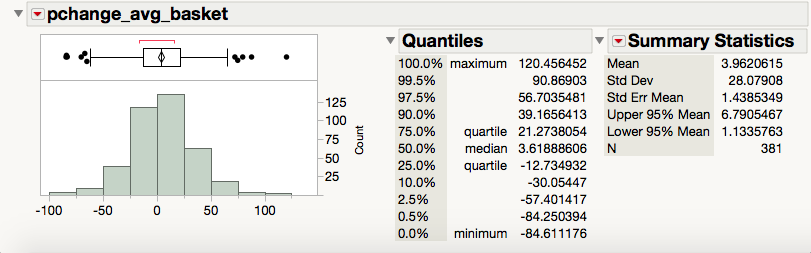 pchange_avg_basket
125
100
75
50
25
Count
-100 -50 0 50 100
Quantiles
100.0% maximum 120.456452
99.5% 90.86903
97.5% 56.7035481
90.0% 39.1656413
75.0% quartile 21.2738054
50.0% median 3.61888606
25.0% quartile -12.734932
10.0% -30.05447
2.5% -57.401417
0.5% -84.250394
0.0% minimum -84.611176
Summary Statistics
Mean 3.9620615
Std Dev 28.07908
Std Err Mean 1.4385349
Upper 95% Mean 6.7905467
Lower 95% Mean 1.1335763
N 381